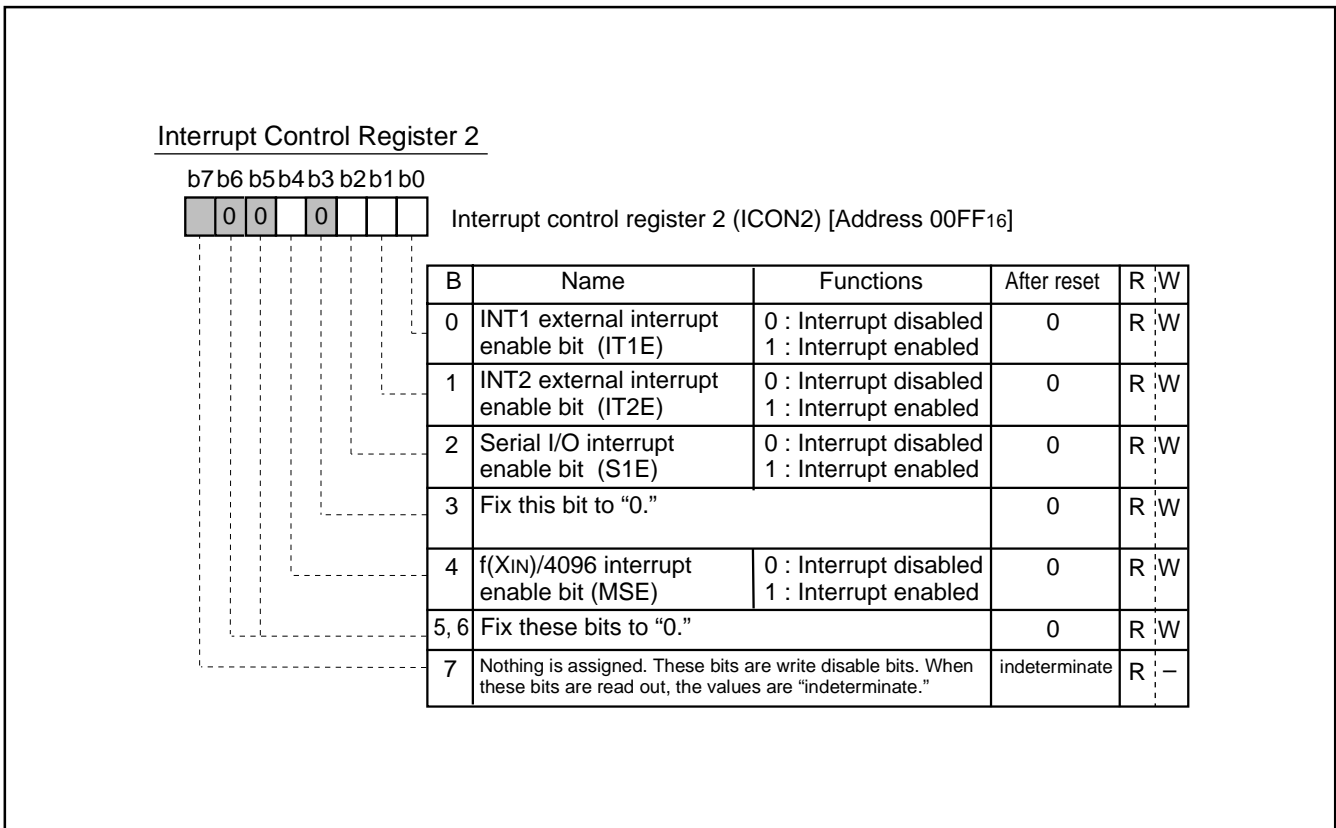 Interrupt Control Register 2
b7 b6 b5 b4 b3 b2 b1 b0
0 0 0
Interrupt control register 2 (ICON2) [Address 00FF16]
B Name Functions After reset R W
0 INT1 external interrupt enable bit (IT1E) 0 : Interrupt disabled 1 : Interrupt enabled 0 R W
1 INT2 external interrupt enable bit (IT2E) 0 : Interrupt disabled 1 : Interrupt enabled 0 R W
2 Serial I/O interrupt enable bit (S1E) 0 : Interrupt disabled 1 : Interrupt enabled 0 R W
3 Fix this bit to “0.” 0 R W
4 f(XIN)/4096 interrupt enable bit (MSE) 0 : Interrupt disabled 1 : Interrupt enabled 0 R W
5, 6 Fix these bits to “0.” 0 R W
7 Nothing is assigned. These bits are write disable bits. When these bits are read out, the values are “indeterminate.” indeterminate R –